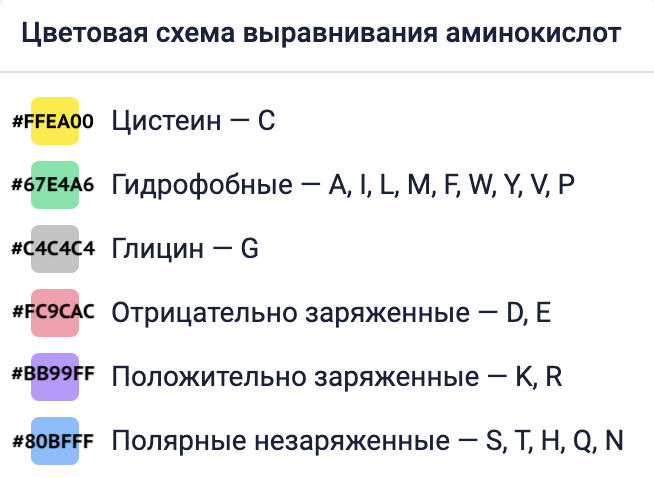 Цветовая схема выравнивания аминокислот
#FFEA00 Цистеин — C
#67E4A6 Гидрофобные — A, I, L, M, F, W, Y, V, P
#C4C4C4 Глицин — G
#FC9CAC Отрицательно заряженные — D, E
#BB99FF Положительно заряженные — K, R
#80BFFF Полярные незаряженные — S, T, H, Q, N